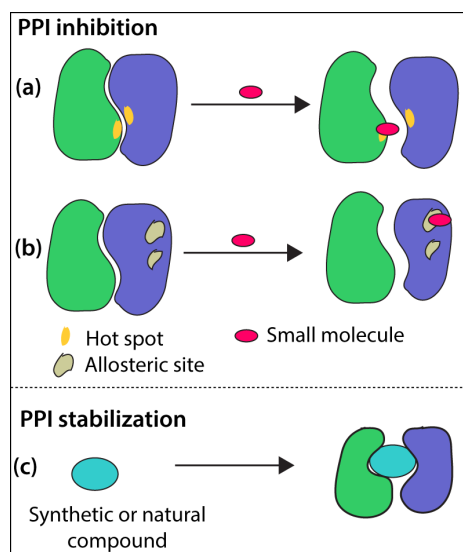 PPI inhibition
(a)
(b)
Hot spot
Small molecule
Allosteric site
PPI stabilization
(c)
Synthetic or natural
compound